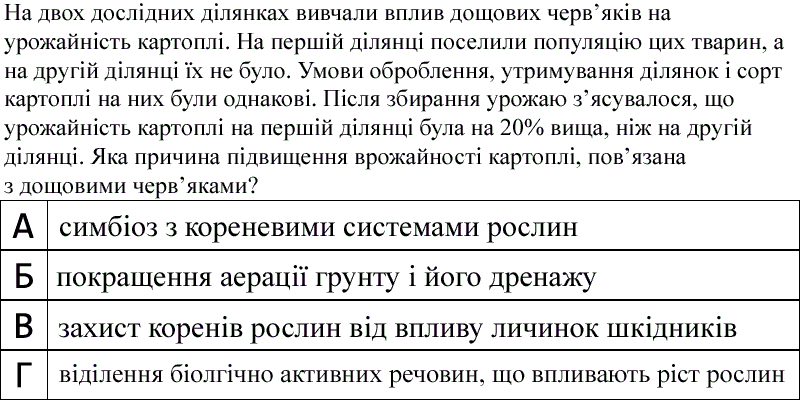 На двох дослідних ділянках вивчали вплив дощових черв’яків на
урожайність картоплі. На першій ділянці поселили популяцію цих тварин, а
на другій ділянці їх не було. Умови оброблення, утримування ділянок і сорт
картоплі на них були однакові. Після збирання урожаю з’ясувалося, що
урожайність картоплі на першій ділянці була на 20% вища, ніж на другій
ділянці. Яка причина підвищення врожайності картоплі, пов’язана
з дощовими черв’яками?
А симбіоз з кореневими системами рослин
Б покращення аерації грунту і його дренажу
В захист коренів рослин від впливу личинок шкідників
Г віділення біолгічно активних речовин, що впливають ріст рослин